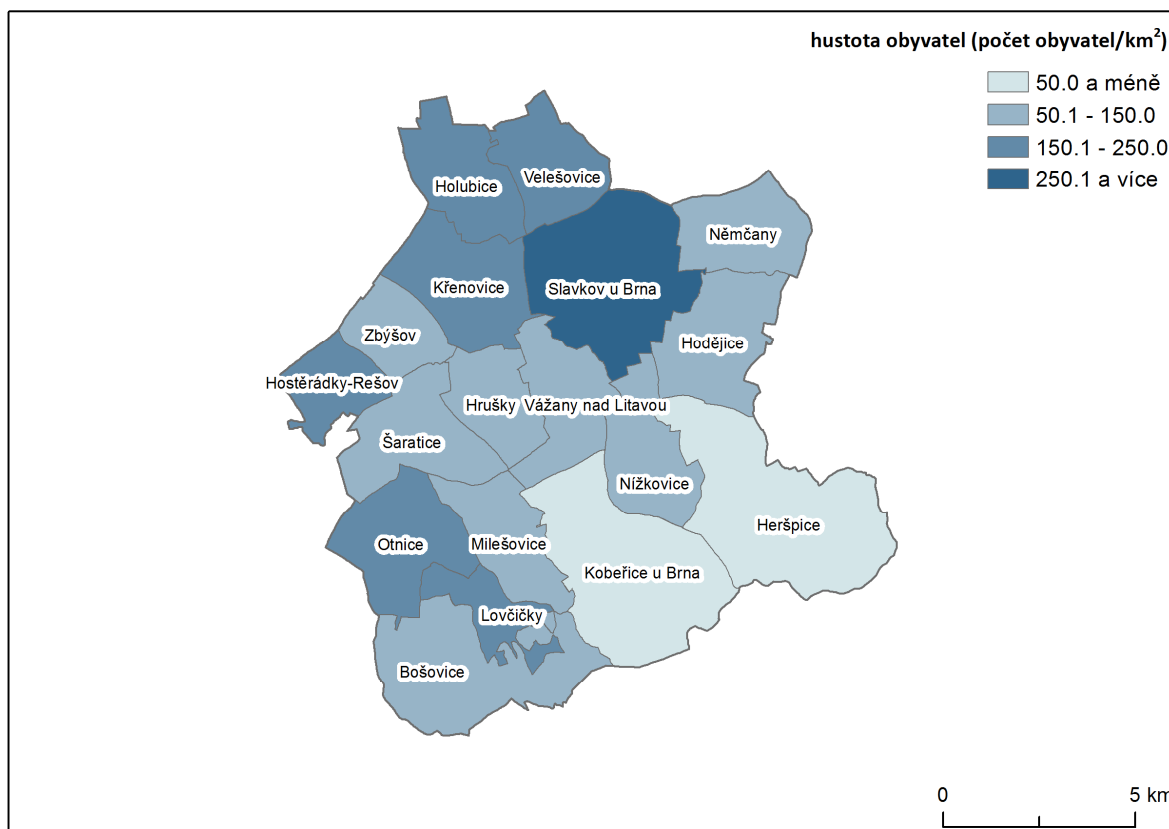 hustota obyvatel (počet obyvatel/km²)
50.0 a méně
50.1 - 150.0
150.1 - 250.0
250.1 a více
Holubice
Velešovice
Němčany
Křenovice
Slavkov u Brna
Zbýšov
Hodějice
Hostěrádky-Rešov
Hrušky
Vážany nad Litavou
Šaratice
Nížkovice
Heršpice
Otnice
Milešovice
Kobeřice u Brna
Lovčičky
Bošovice
0 5 km